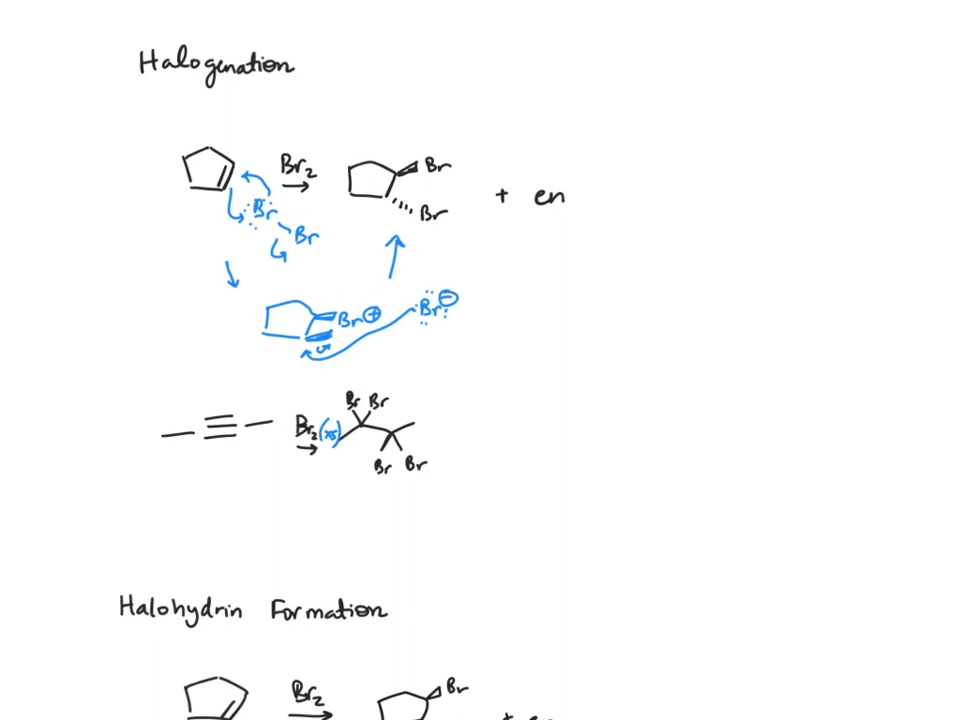 Halogenation
Br₂
Br
Br
+ en
:Br
Br
Br⊕
:Br:⊖
Br₂(xs)
Br Br
Br Br
Halohydrin Formation
Br₂
Br